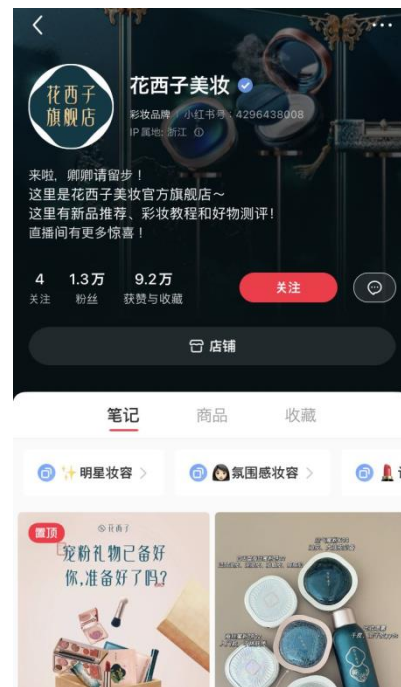 花西子
旗舰店
花西子美妆
彩妆品牌 小红书号：4296438008
IP属地：浙江
来啦，卿卿请留步！
这里是花西子美妆官方旗舰店～
这里有新品推荐、彩妆教程和好物测评！
直播间有更多惊喜！
4 1.3万 9.2万
关注 粉丝 获赞与收藏
关注
店铺
笔记 商品 收藏
明星妆容 氛围感妆容
置顶
花西子
宠粉礼物已备好
你,准备好了吗？